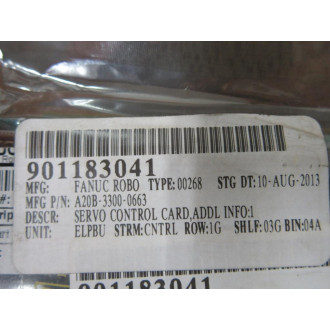 901183041
MFG: FANUC ROBO TYPE:00268 STG DT:10-AUG-2013
MFG P/N: A20B-3300-0663
DESCR: SERVO CONTROL CARD,ADDL INFO:1
UNIT: ELPBU STRM:CNTRL ROW:1G SHLF:03G BIN:04A
901183041